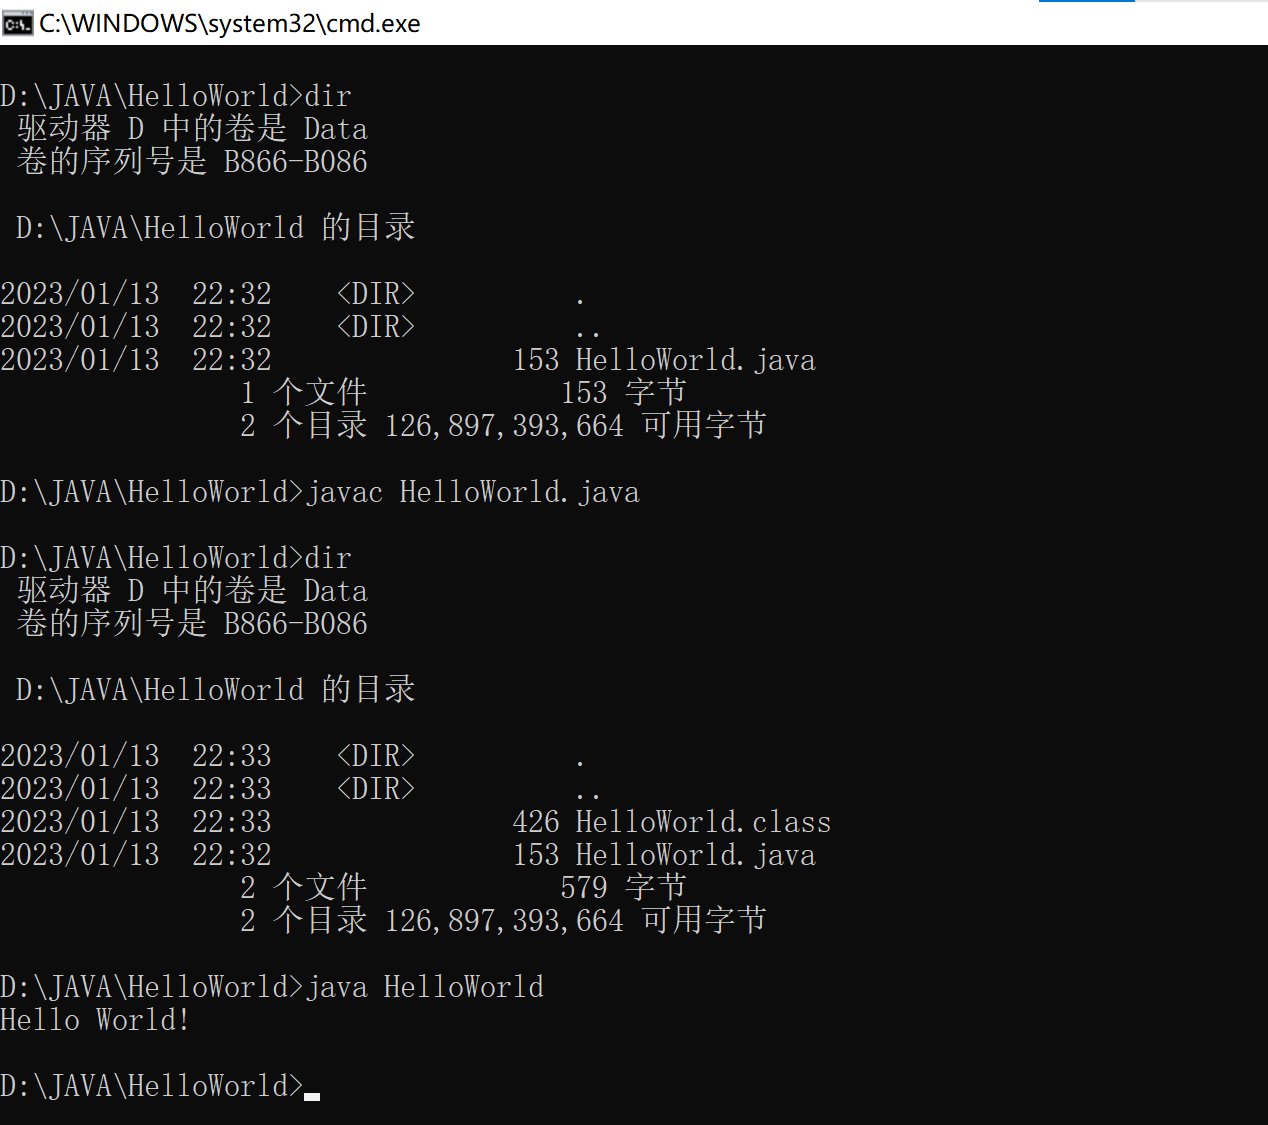 C:\WINDOWS\system32\cmd.exe
D:\JAVA\HelloWorld>dir
驱动器 D 中的卷是 Data
卷的序列号是 B866-B086
D:\JAVA\HelloWorld 的目录
2023/01/13  22:32    <DIR>          .
2023/01/13  22:32    <DIR>          ..
2023/01/13  22:32               153 HelloWorld.java
1 个文件            153 字节
2 个目录 126,897,393,664 可用字节
D:\JAVA\HelloWorld>javac HelloWorld.java
D:\JAVA\HelloWorld>dir
驱动器 D 中的卷是 Data
卷的序列号是 B866-B086
D:\JAVA\HelloWorld 的目录
2023/01/13  22:33    <DIR>          .
2023/01/13  22:33    <DIR>          ..
2023/01/13  22:33               426 HelloWorld.class
2023/01/13  22:32               153 HelloWorld.java
2 个文件            579 字节
2 个目录 126,897,393,664 可用字节
D:\JAVA\HelloWorld>java HelloWorld
Hello World!
D:\JAVA\HelloWorld>